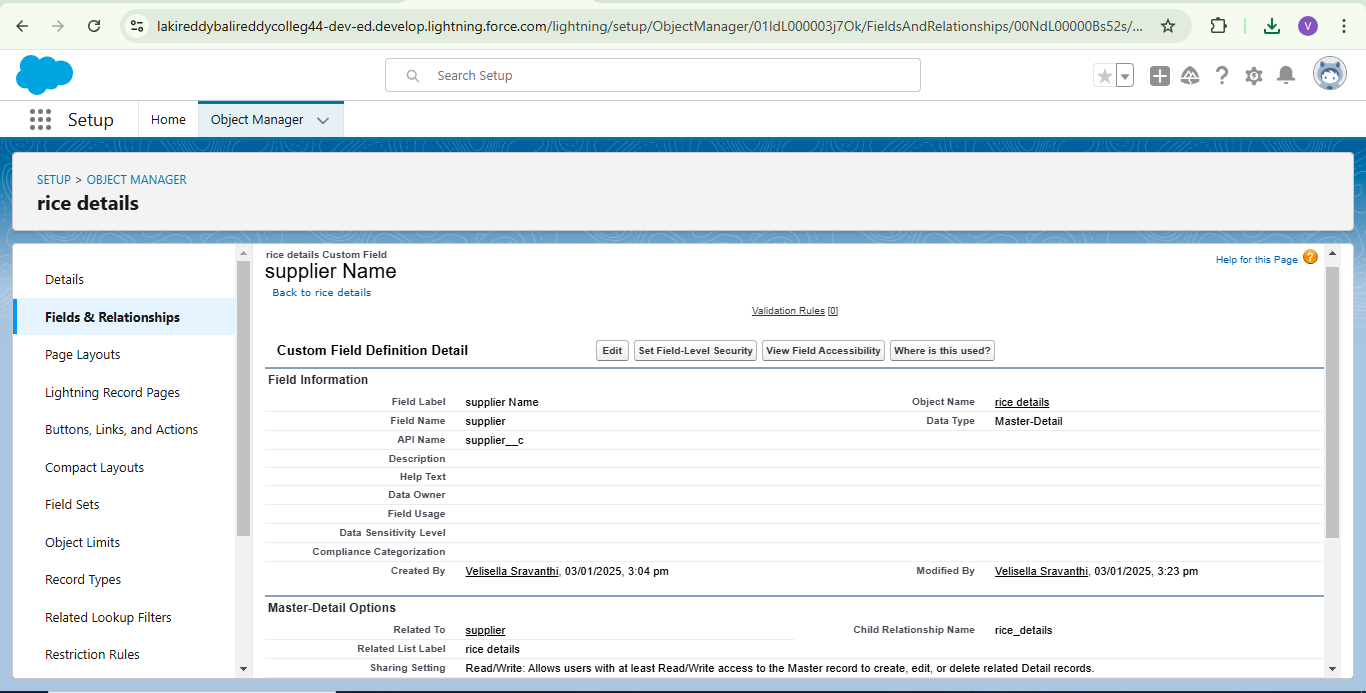 lakireddybalireddycolleg44-dev-ed.develop.lightning.force.com/lightning/setup/ObjectManager/01IdL000003j7Ok/FieldsAndRelationships/00NdL00000Bs52s/...
V
Search Setup
Setup
Home
Object Manager
SETUP > OBJECT MANAGER
rice details
Details
Fields & Relationships
Page Layouts
Lightning Record Pages
Buttons, Links, and Actions
Compact Layouts
Field Sets
Object Limits
Record Types
Related Lookup Filters
Restriction Rules
rice details Custom Field
supplier Name
Back to rice details
Help for this Page ?
Validation Rules [0]
Custom Field Definition Detail
Edit
Set Field-Level Security
View Field Accessibility
Where is this used?
Field Information
Field Label supplier Name Object Name rice details
Field Name supplier Data Type Master-Detail
API Name supplier__c
Description
Help Text
Data Owner
Field Usage
Data Sensitivity Level
Compliance Categorization
Created By Velisella Sravanthi, 03/01/2025, 3:04 pm Modified By Velisella Sravanthi, 03/01/2025, 3:23 pm
Master-Detail Options
Related To supplier Child Relationship Name rice_details
Related List Label rice details
Sharing Setting Read/Write: Allows users with at least Read/Write access to the Master record to create, edit, or delete related Detail records.